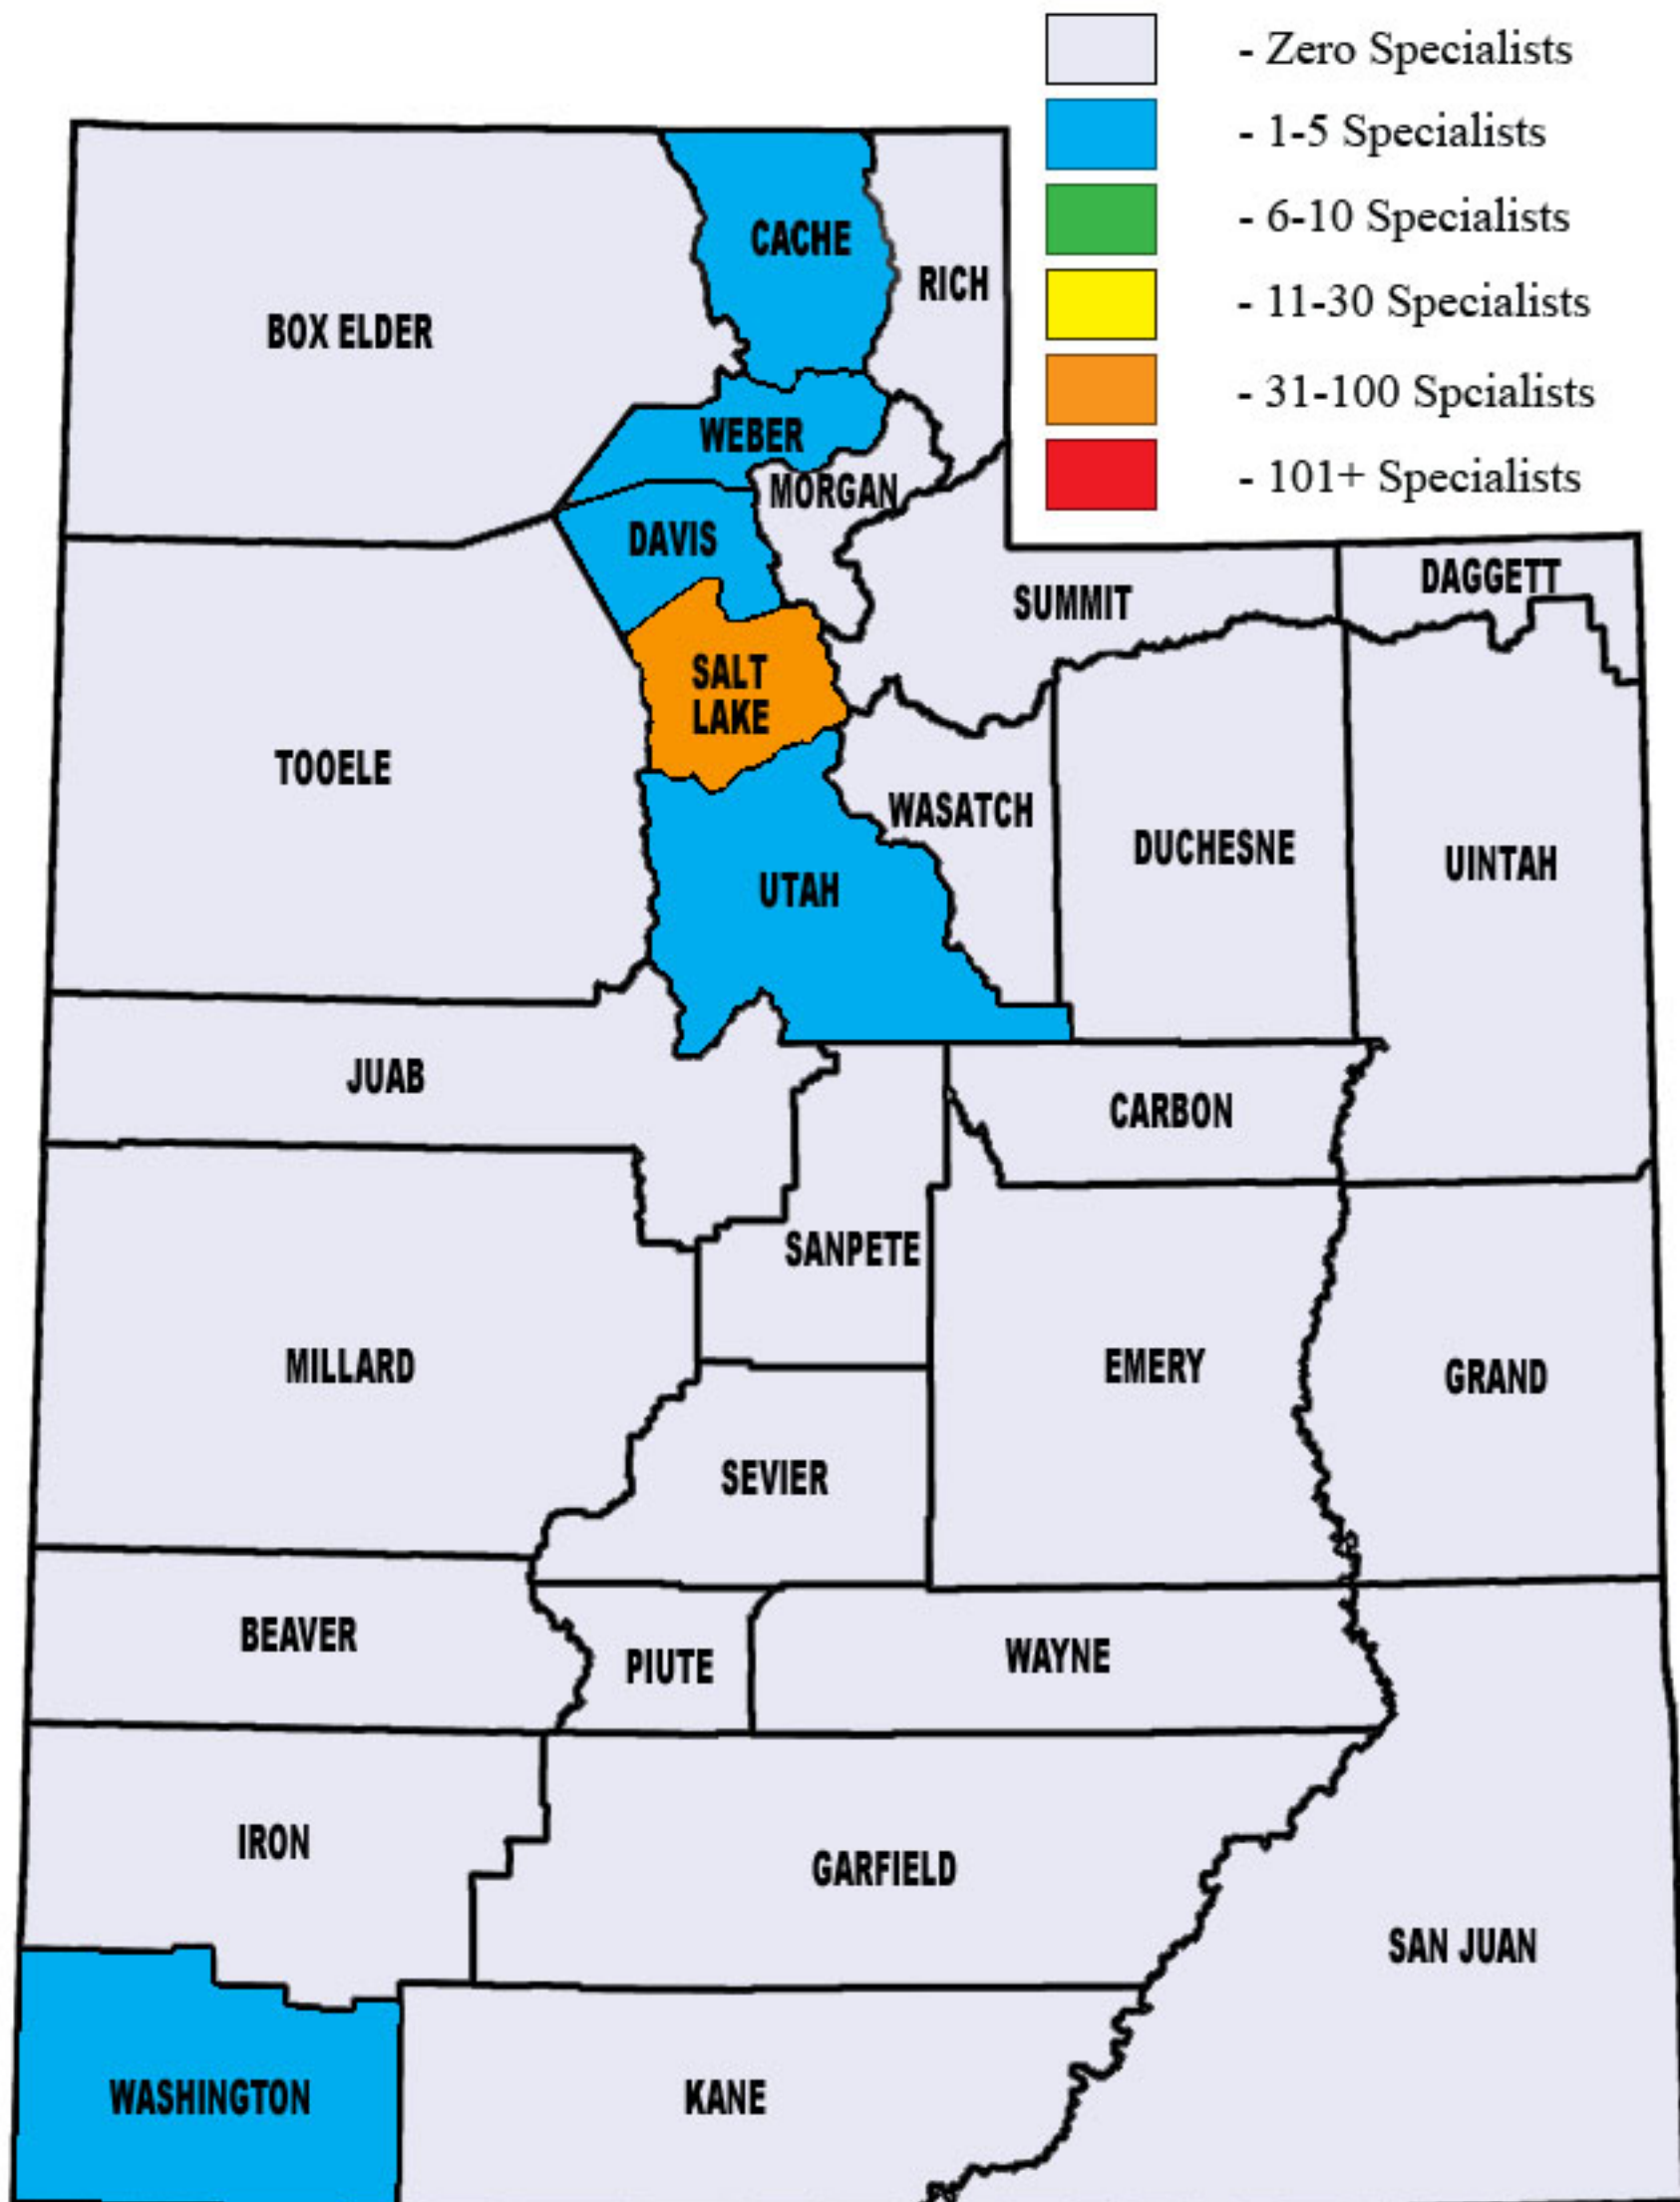 - Zero Specialists
- 1-5 Specialists
- 6-10 Specialists
- 11-30 Specialists
- 31-100 Spcialists
- 101+ Specialists
CACHE
RICH
BOX ELDER
WEBER
MORGAN
DAVIS
DAGGETT
SUMMIT
SALT
LAKE
TOOELE
WASATCH
DUCHESNE
UINTAH
UTAH
JUAB
CARBON
SANPETE
MILLARD
EMERY
GRAND
SEVIER
BEAVER
PIUTE
WAYNE
IRON
GARFIELD
SAN JUAN
WASHINGTON
KANE